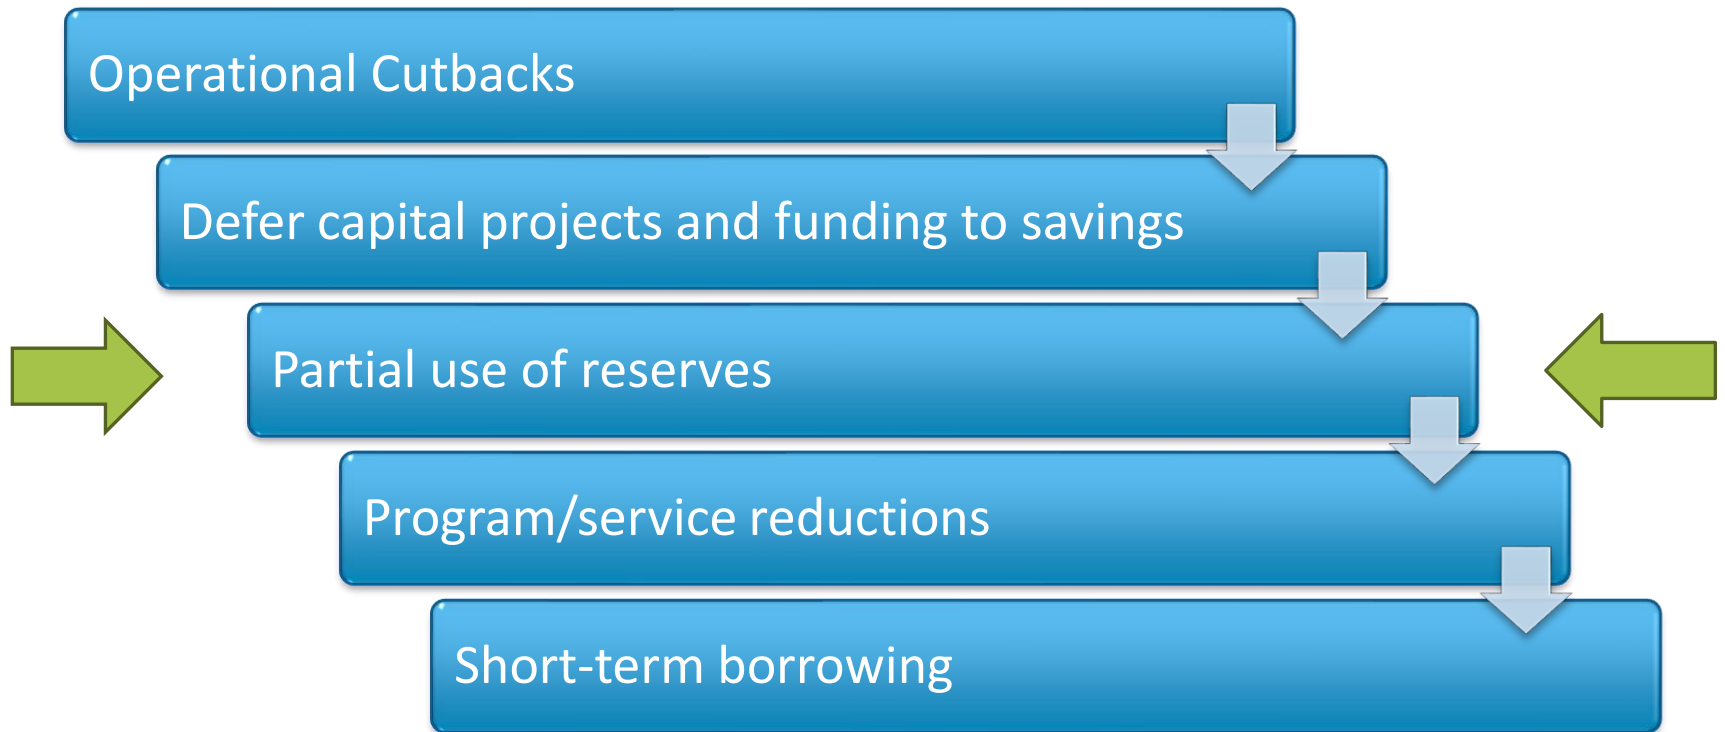 Operational Cutbacks
Defer capital projects and funding to savings
Partial use of reserves
Program/service reductions
Short-term borrowing